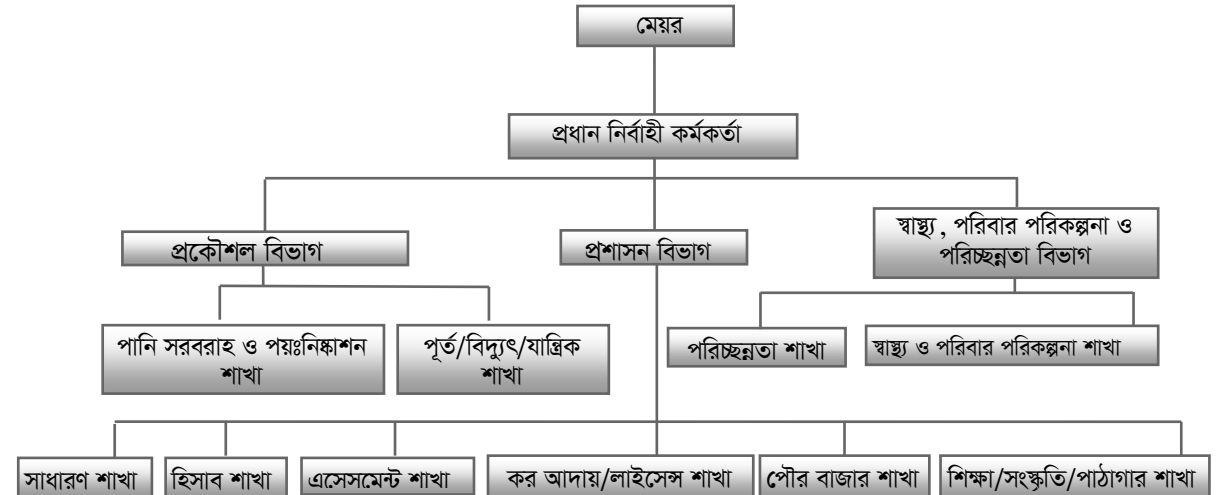 মেয়র
প্রধান নির্বাহী কর্মকর্তা
প্রকৌশল বিভাগ
প্রশাসন বিভাগ
স্বাস্থ্য, পরিবার পরিকল্পনা ও
পরিচ্ছন্নতা বিভাগ
পানি সরবরাহ ও পয়ঃনিষ্কাশন
শাখা
পূর্ত/বিদ্যুৎ/যান্ত্রিক
শাখা
পরিচ্ছন্নতা শাখা
স্বাস্থ্য ও পরিবার পরিকল্পনা শাখা
সাধারণ শাখা
হিসাব শাখা
এসেসমেন্ট শাখা
কর আদায়/লাইসেন্স শাখা
পৌর বাজার শাখা
শিক্ষা/সংস্কৃতি/পাঠাগার শাখা